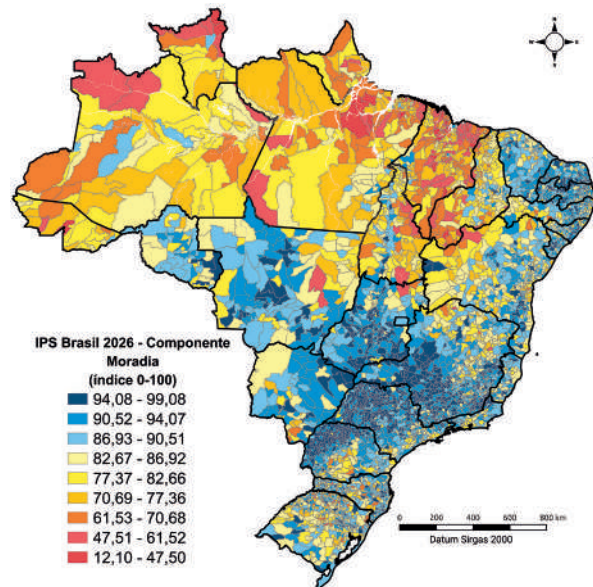 N
W
E
S
IPS Brasil 2026 - Componente
Moradia
(índice 0-100)
94,08 - 99,08
90,52 - 94,07
86,93 - 90,51
82,67 - 86,92
77,37 - 82,66
70,69 - 77,36
61,53 - 70,68
47,51 - 61,52
12,10 - 47,50
0 200 400 600 800 km
Datum Sirgas 2000